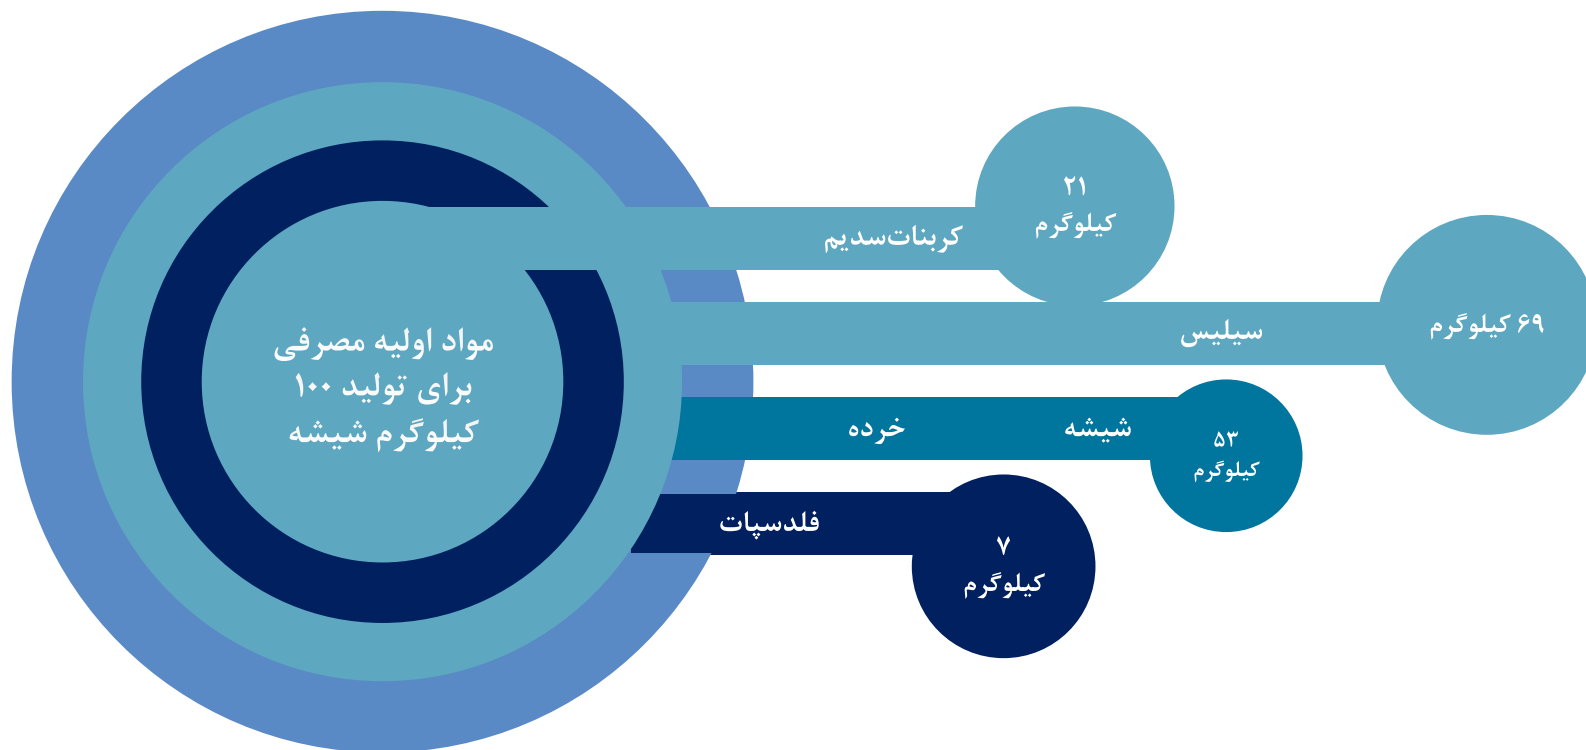 مواد اولیه مصرفی
برای تولید ۱۰۰
کیلوگرم شیشه
۲۱
کیلوگرم
کربنات‌سدیم
۶۹ کیلوگرم
سیلیس
۵۳
کیلوگرم
شیشه خرده
۷
کیلوگرم
فلدسپات